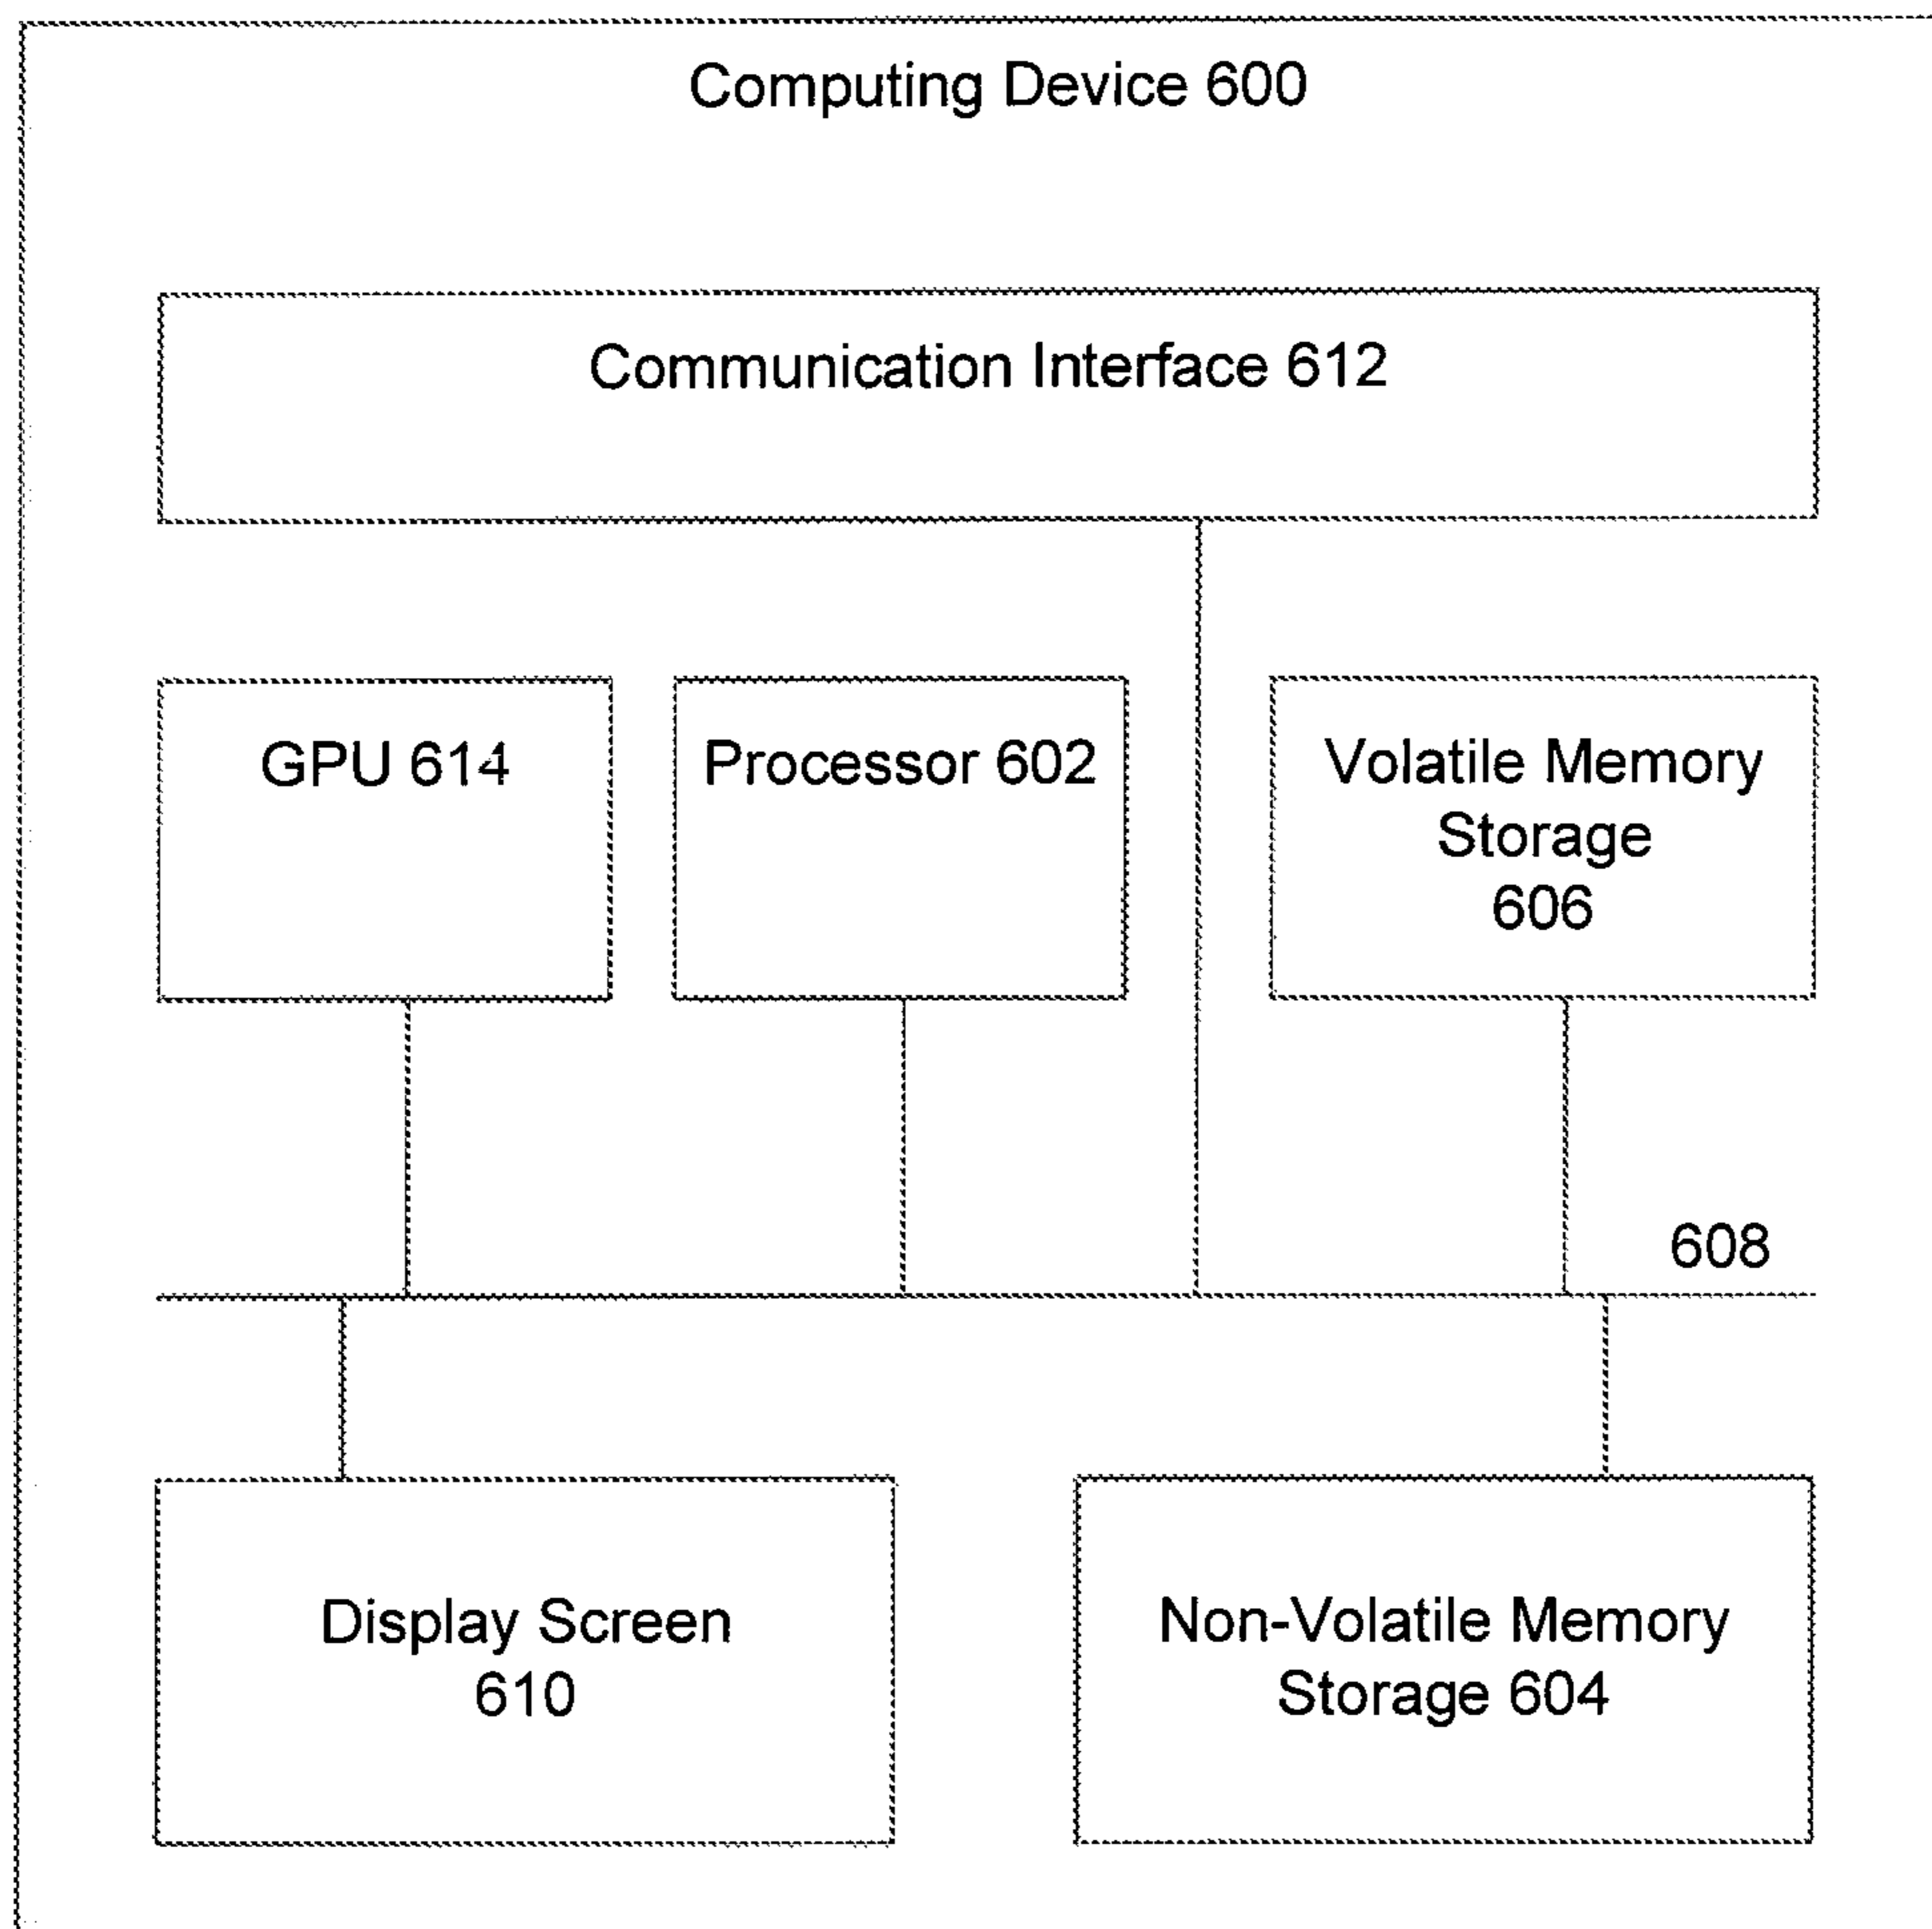 Computing Device 600
Communication Interface 612
GPU 614
Processor 602
Volatile Memory
Storage
606
608
Display Screen
610
Non-Volatile Memory
Storage 604